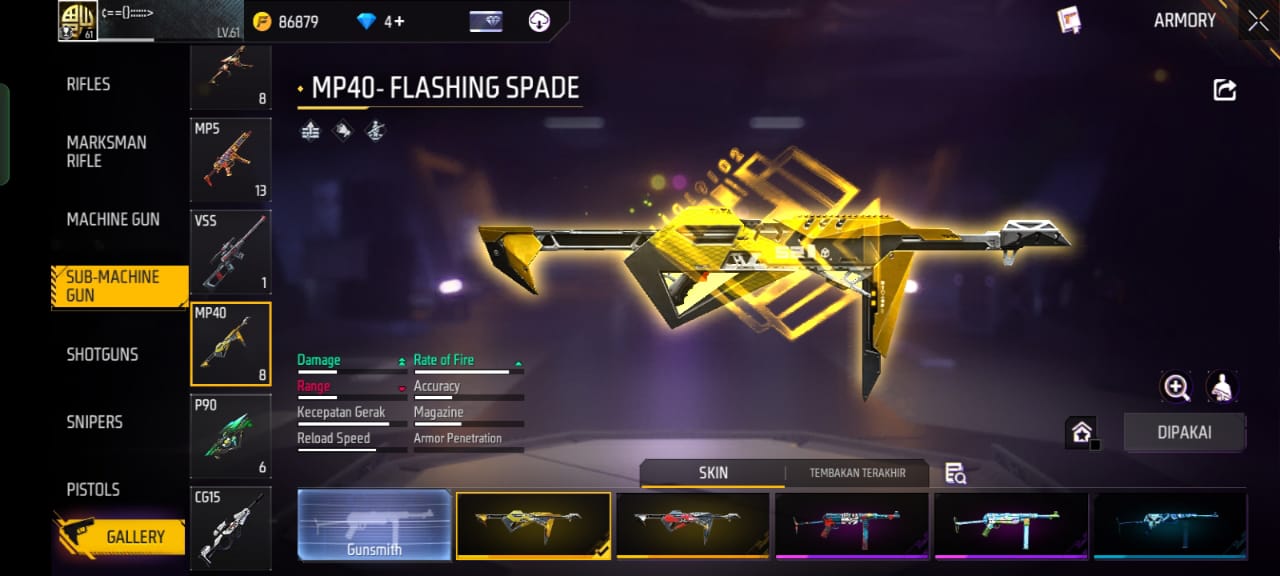 61
LV.61
86879
4+
ARMORY
RIFLES
MARKSMAN
RIFLE
MACHINE GUN
SUB-MACHINE
GUN
SHOTGUNS
SNIPERS
PISTOLS
GALLERY
8
MP5
13
VSS
1
MP40
8
P90
6
CG15
MP40- FLASHING SPADE
Damage
Rate of Fire
Range
Accuracy
Kecepatan Gerak
Magazine
Reload Speed
Armor Penetration
DIPAKAI
SKIN
TEMBAKAN TERAKHIR
Gunsmith